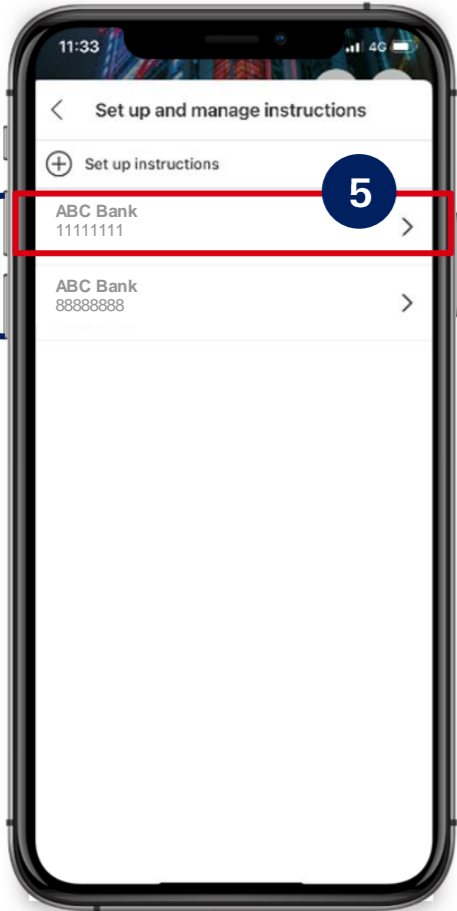 11:33
4G
Set up and manage instructions
Set up instructions
5
ABC Bank
11111111
ABC Bank
88888888